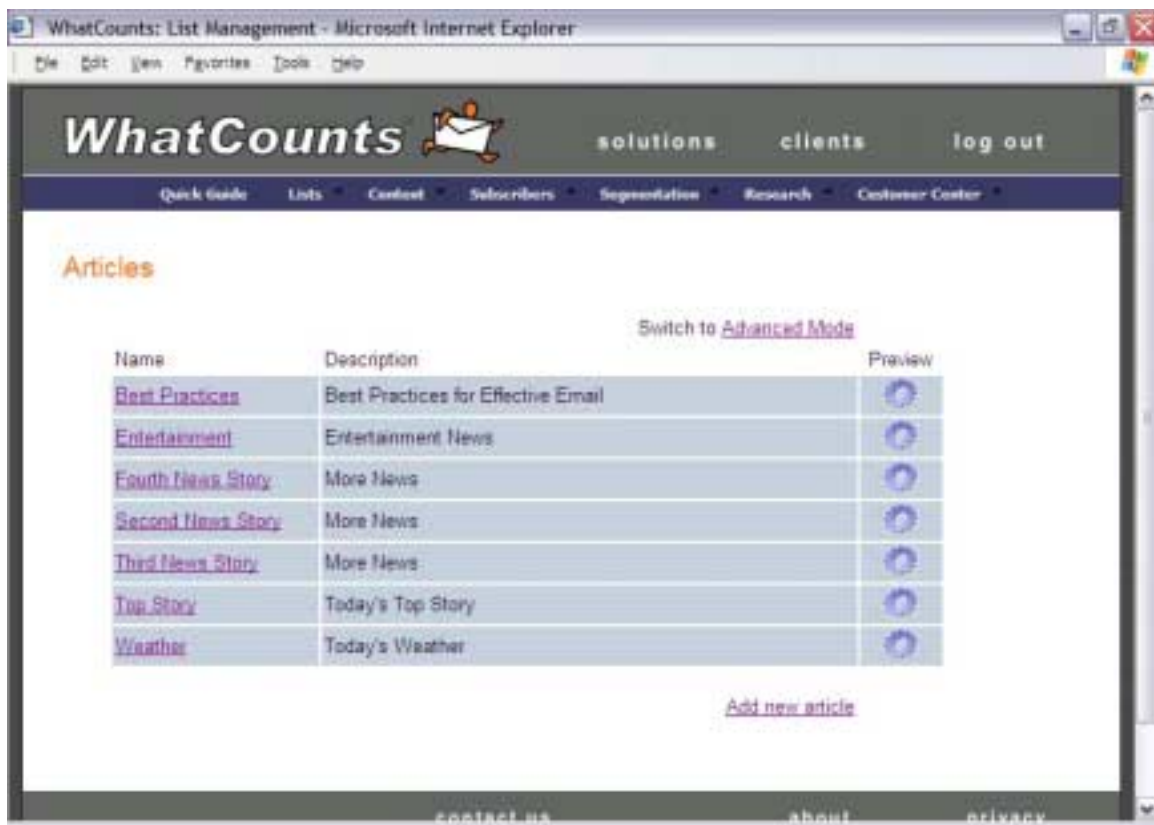 WhatCounts: List Management - Microsoft Internet Explorer
File Edit View Favorites Tools Help
WhatCounts solutions clients log out
Quick Guide Lists Content Subscribers Segmentation Research Customer Center
Articles
Switch to Advanced Mode
Name Description Preview
Best Practices Best Practices for Effective Email
Entertainment Entertainment News
Fourth News Story More News
Second News Story More News
Third News Story More News
Top Story Today's Top Story
Weather Today's Weather
Add new article
contact us about privacy